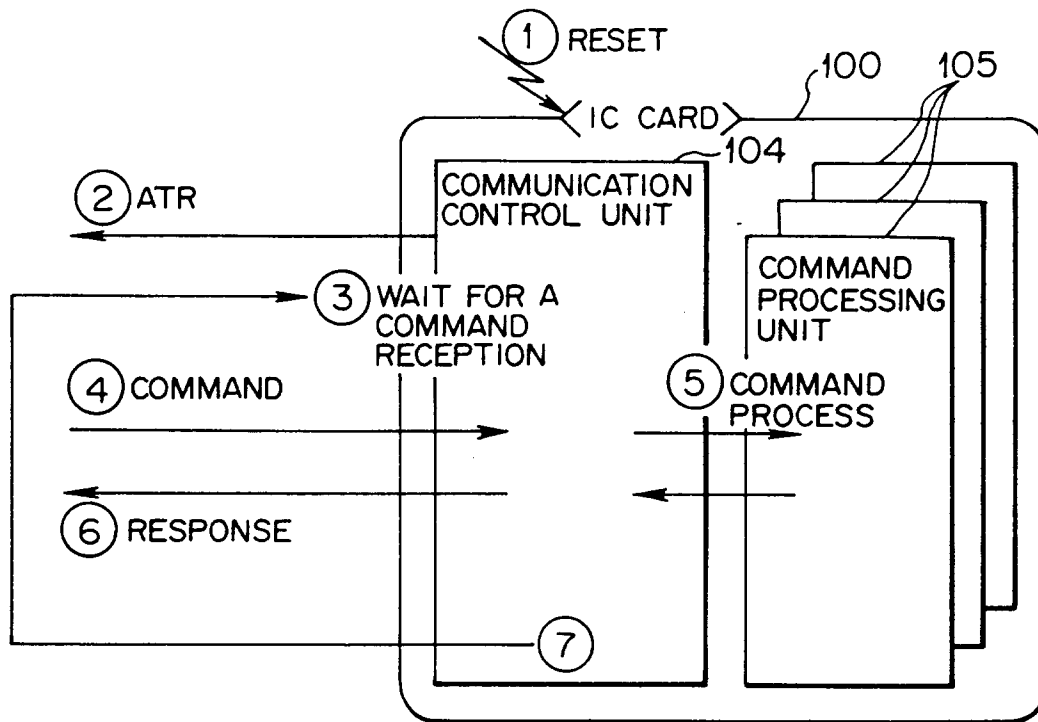 1 RESET
IC CARD
100
105
104
COMMUNICATION
CONTROL UNIT
2 ATR
COMMAND
PROCESSING
UNIT
3 WAIT FOR A
COMMAND
RECEPTION
4 COMMAND
5 COMMAND
PROCESS
6 RESPONSE
7